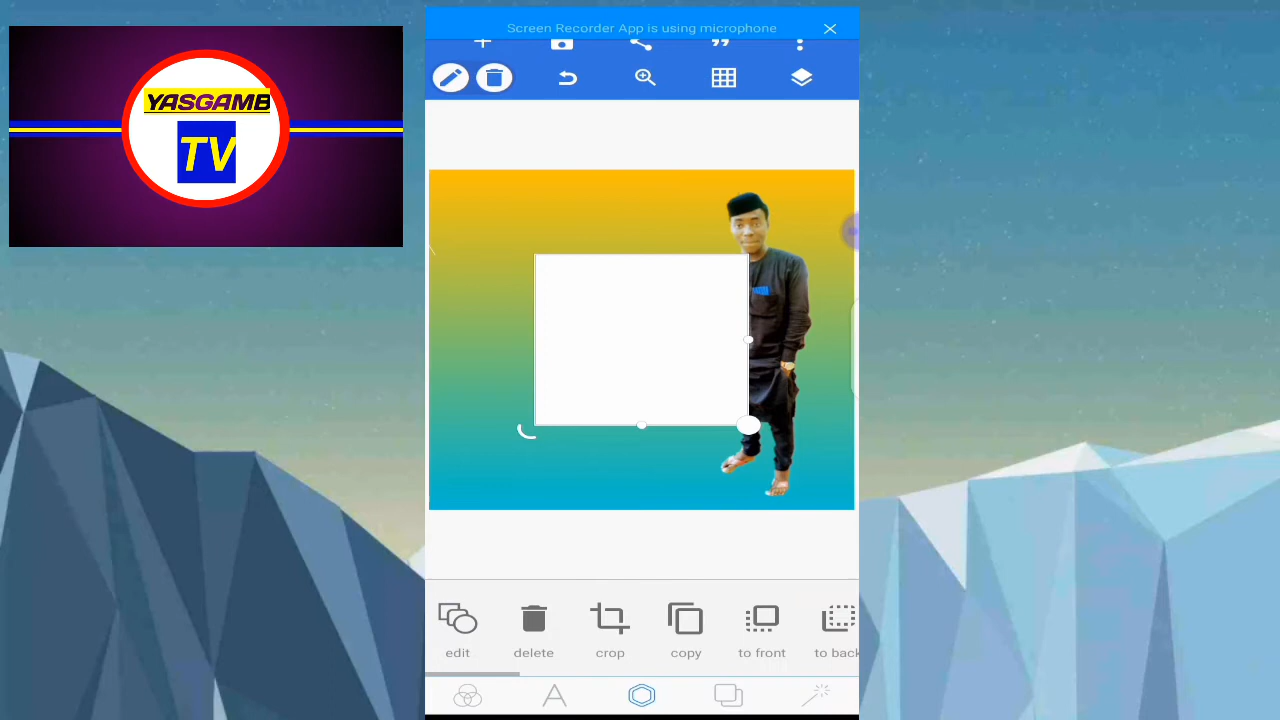 Screen Recorder App is using microphone
YASGAMB
TV
edit
delete
crop
copy
to front
to back